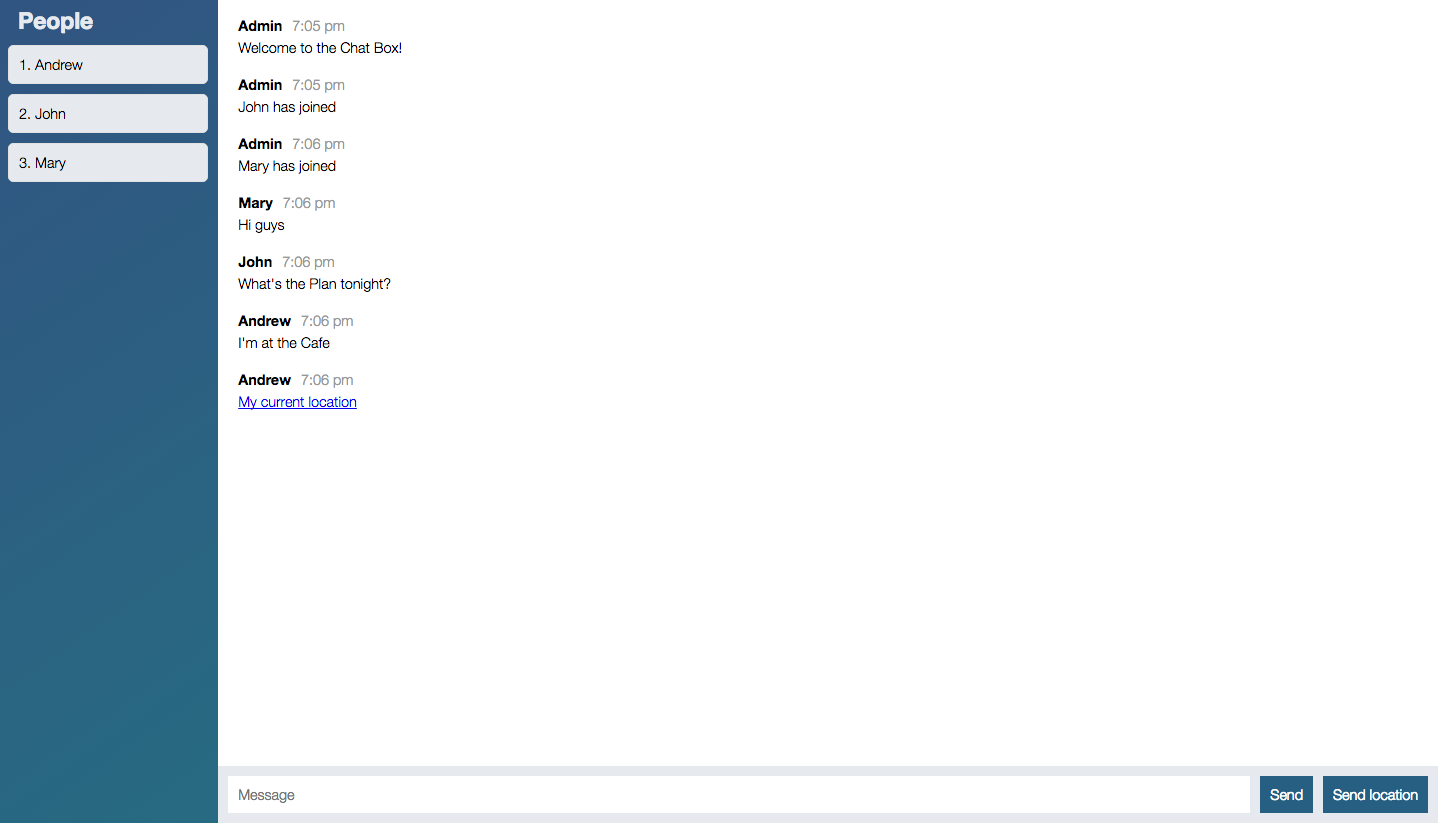 People
1. Andrew
2. John
3. Mary
Admin 7:05 pm
Welcome to the Chat Box!
Admin 7:05 pm
John has joined
Admin 7:06 pm
Mary has joined
Mary 7:06 pm
Hi guys
John 7:06 pm
What's the Plan tonight?
Andrew 7:06 pm
I'm at the Cafe
Andrew 7:06 pm
My current location
Message
Send
Send location